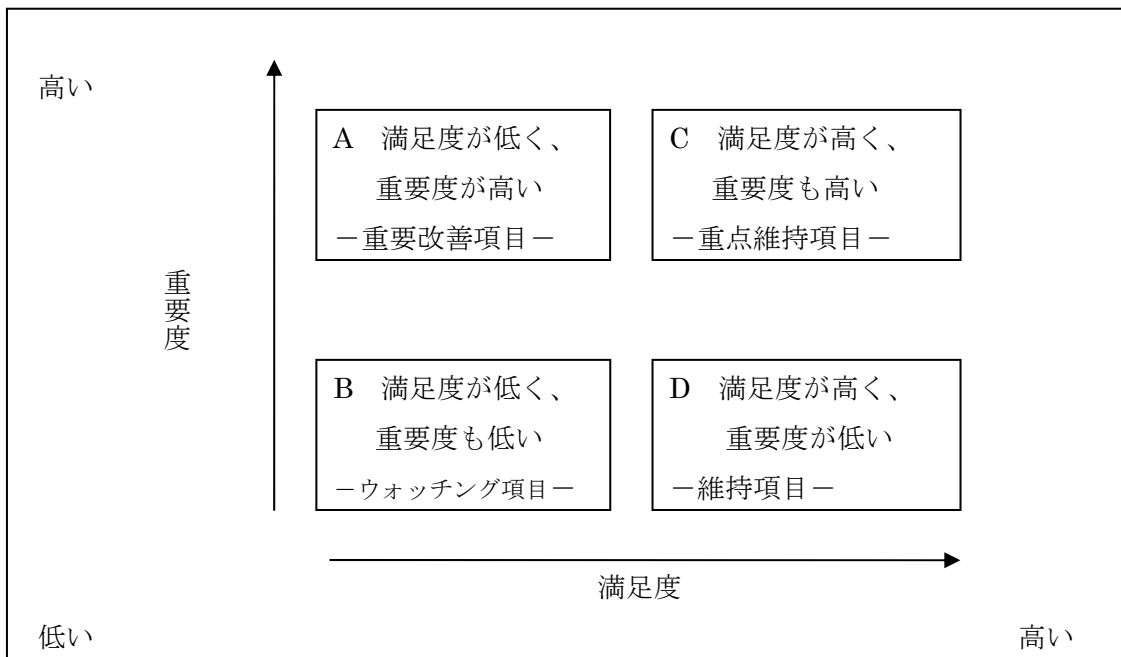 高い
A 満足度が低く、
重要度が高い
－重要改善項目－
C 満足度が高く、
重要度も高い
－重点維持項目－
重要度
B 満足度が低く、
重要度も低い
－ウォッチング項目－
D 満足度が高く、
重要度が低い
－維持項目－
満足度
低い
高い